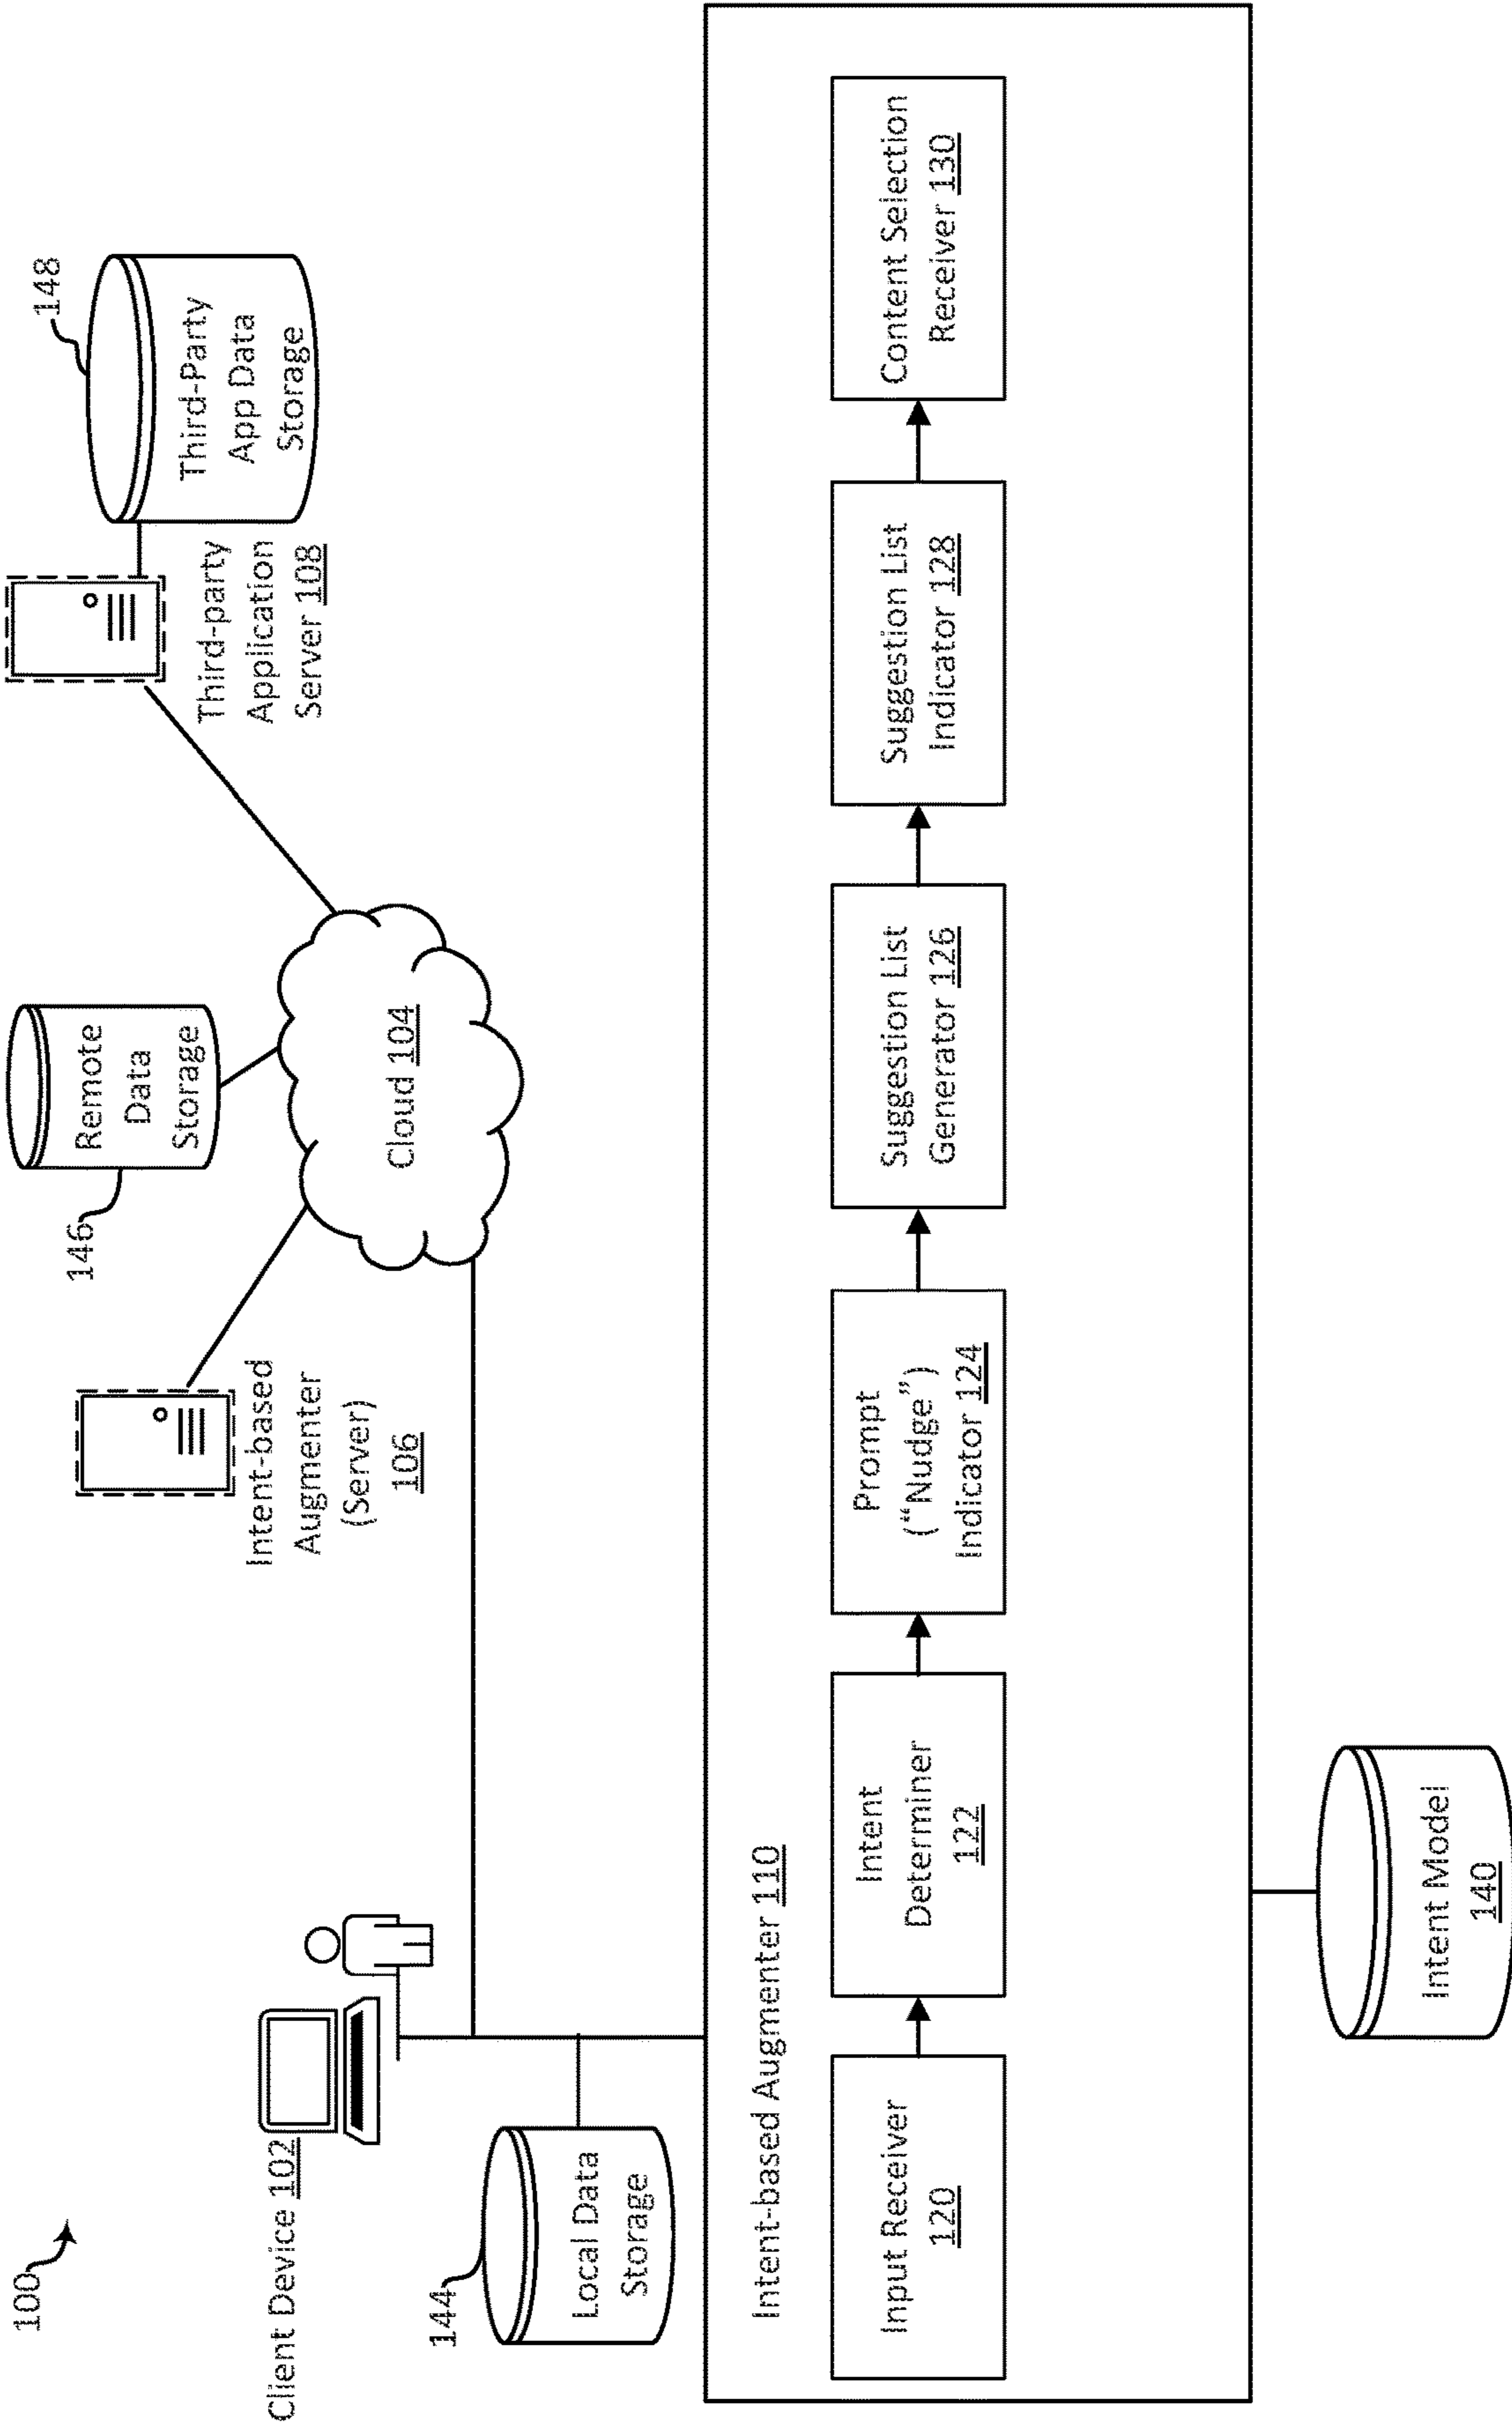 100
Client Device 102
144
Local Data
Storage
Intent-based
Augmenter
(Server)
106
146
Remote
Data
Storage
Cloud 104
Third-party
Application
Server 108
148
Third-Party
App Data
Storage
Intent-based Augmenter 110
Input Receiver
120
Intent
Determiner
122
Prompt
(“Nudge”)
Indicator 124
Suggestion List
Generator 126
Suggestion List
Indicator 128
Content Selection
Receiver 130
Intent Model
140